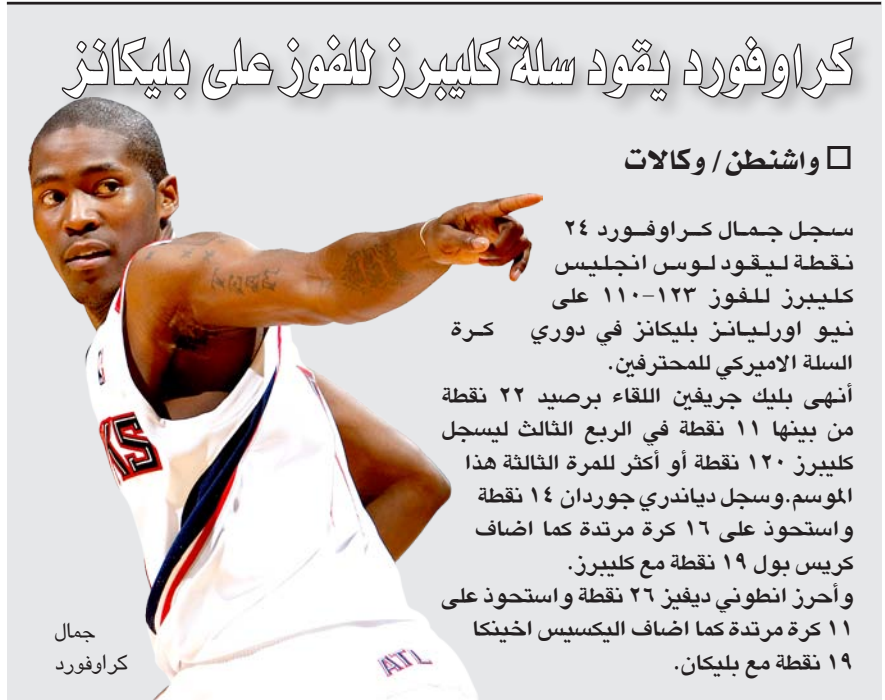 كراوفورد يقود سلة كليبرز للفوز على بليكانز
□ واشنطن / وكالات
سجل جمال كراوفورد ٢٤
نقطة ليقود لوس انجليس
كليبرز للفوز ١٢٣-١١٠ على
نيو اورليانز بليكانز في دوري كرة
السلة الاميركي للمحترفين.
أنهى بليك جريفين اللقاء برصيد ٢٢ نقطة
من بينها ١١ نقطة في الربع الثالث ليسجل
كليبرز ١٢٠ نقطة أو أكثر للمرة الثالثة هذا
الموسم.وسجل دياندري جوردان ١٤ نقطة
واستحوذ على ١٦ كرة مرتدة كما اضاف
كريس بول ١٩ نقطة مع كليبرز.
وأحرز انطوني ديفيز ٢٦ نقطة واستحوذ على
١١ كرة مرتدة كما اضاف اليكسيس اخينكا
١٩ نقطة مع بليكان.
جمال
كراوفورد
KS
ATL